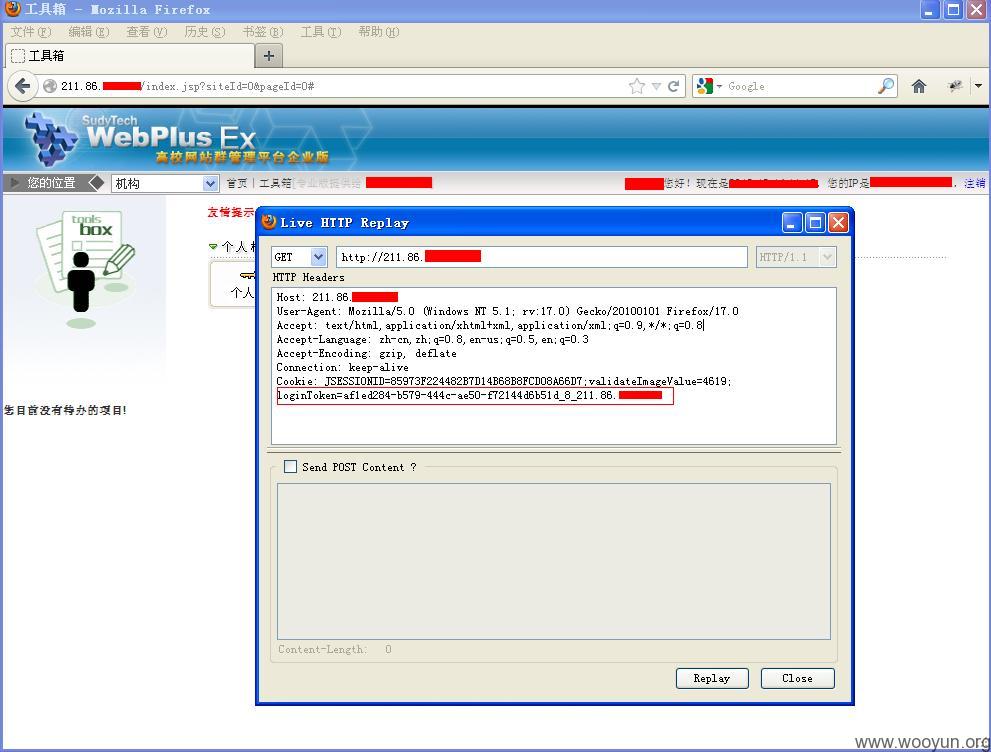 工具箱 - Mozilla Firefox
文件(F) 编辑(E) 查看(V) 历史(S) 书签(B) 工具(T) 帮助(H)
工具箱
211.86. /index.jsp?siteId=0&pageId=0#
Google
SudyTech
WebPlus Ex
高校网站群管理平台企业版
您的位置 机构 首页 | 工具箱[专业版提供给
您好! 现在是 您的IP是 , 注销
tools
box
友情提示
个人
个人
您目前没有待办的项目!
Live HTTP Replay
GET http://211.86. HTTP/1.1
HTTP Headers
Host: 211.86.
User-Agent: Mozilla/5.0 (Windows NT 5.1; rv:17.0) Gecko/20100101 Firefox/17.0
Accept: text/html,application/xhtml+xml,application/xml;q=0.9,*/*;q=0.8
Accept-Language: zh-cn,zh;q=0.8,en-us;q=0.5,en;q=0.3
Accept-Encoding: gzip, deflate
Connection: keep-alive
Cookie: JSESSIONID=85973F224482B7D14B68B8FCD08A66D7;validateImageValue=4619;
loginToken=af1ed284-b579-444c-ae50-f72144d6b51d_8_211.86.
Send POST Content ?
Content-Length: 0
Replay Close
www.wooyun.org